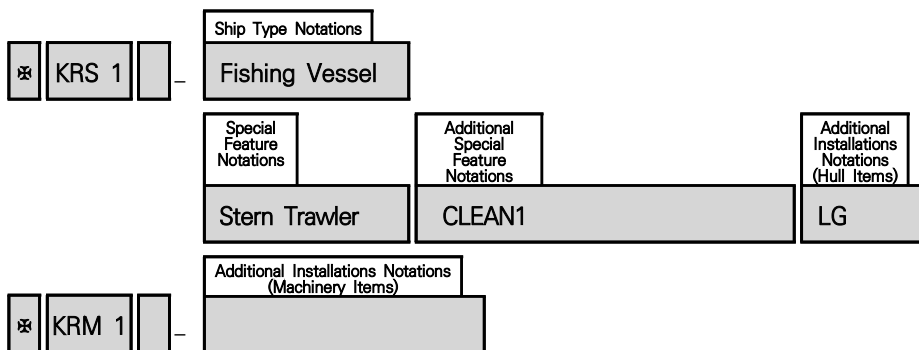 Ship Type Notations
✠ KRS 1 _ Fishing Vessel
Special
Feature
Notations
Additional
Special
Feature
Notations
Additional
Installations
Notations
(Hull Items)
Stern Trawler CLEAN1 LG
Additional Installations Notations
(Machinery Items)
✠ KRM 1 _